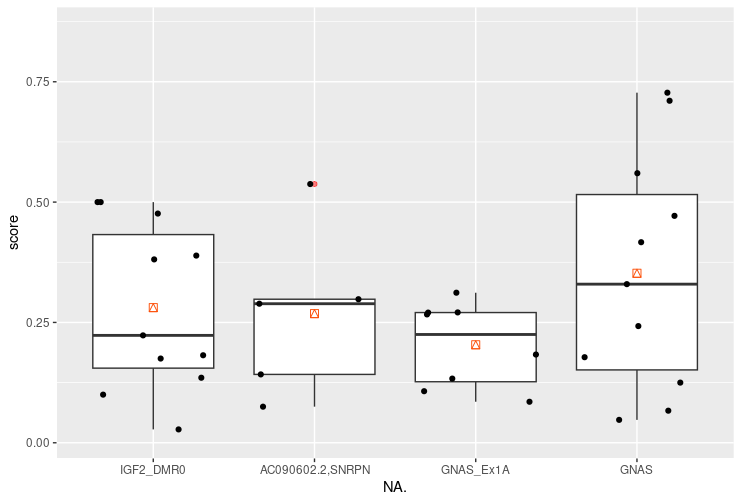 score
0.75
0.50
0.25
0.00
IGF2_DMR0 AC090602.2,SNRPN GNAS_Ex1A GNAS
NA.